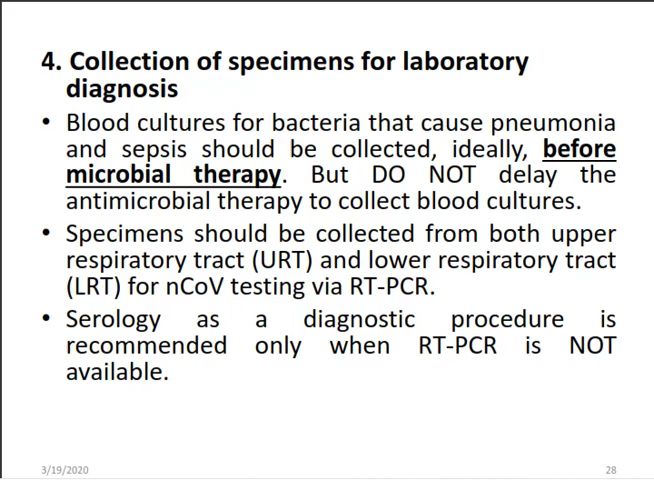 4. Collection of specimens for laboratory
diagnosis
• Blood cultures for bacteria that cause pneumonia
and sepsis should be collected, ideally, before
microbial therapy. But DO NOT delay the
antimicrobial therapy to collect blood cultures.
• Specimens should be collected from both upper
respiratory tract (URT) and lower respiratory tract
(LRT) for nCoV testing via RT-PCR.
• Serology as a diagnostic procedure is
recommended only when RT-PCR is NOT
available.
3/19/2020 28